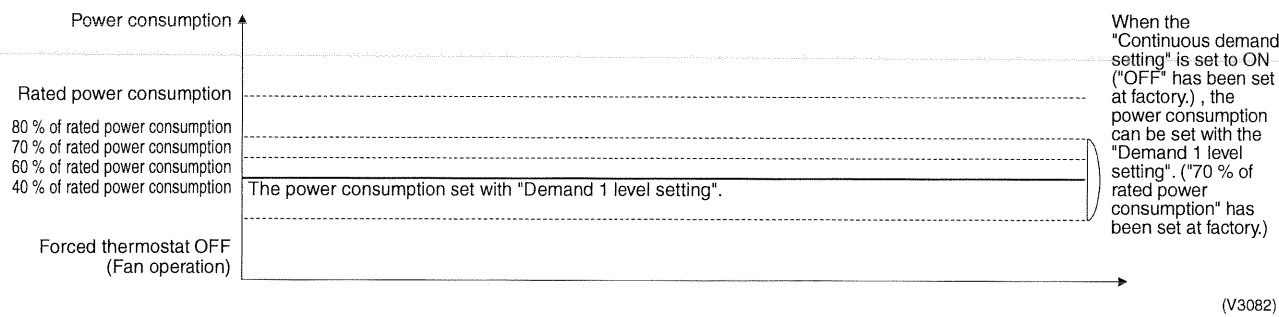 Power consumption
Rated power consumption
80 % of rated power consumption
70 % of rated power consumption
60 % of rated power consumption
40 % of rated power consumption
The power consumption set with "Demand 1 level setting".
Forced thermostat OFF
(Fan operation)
When the
"Continuous demand
setting" is set to ON
("OFF" has been set
at factory.) , the
power consumption
can be set with the
"Demand 1 level
setting". ("70 % of
rated power
consumption" has
been set at factory.)
(V3082)